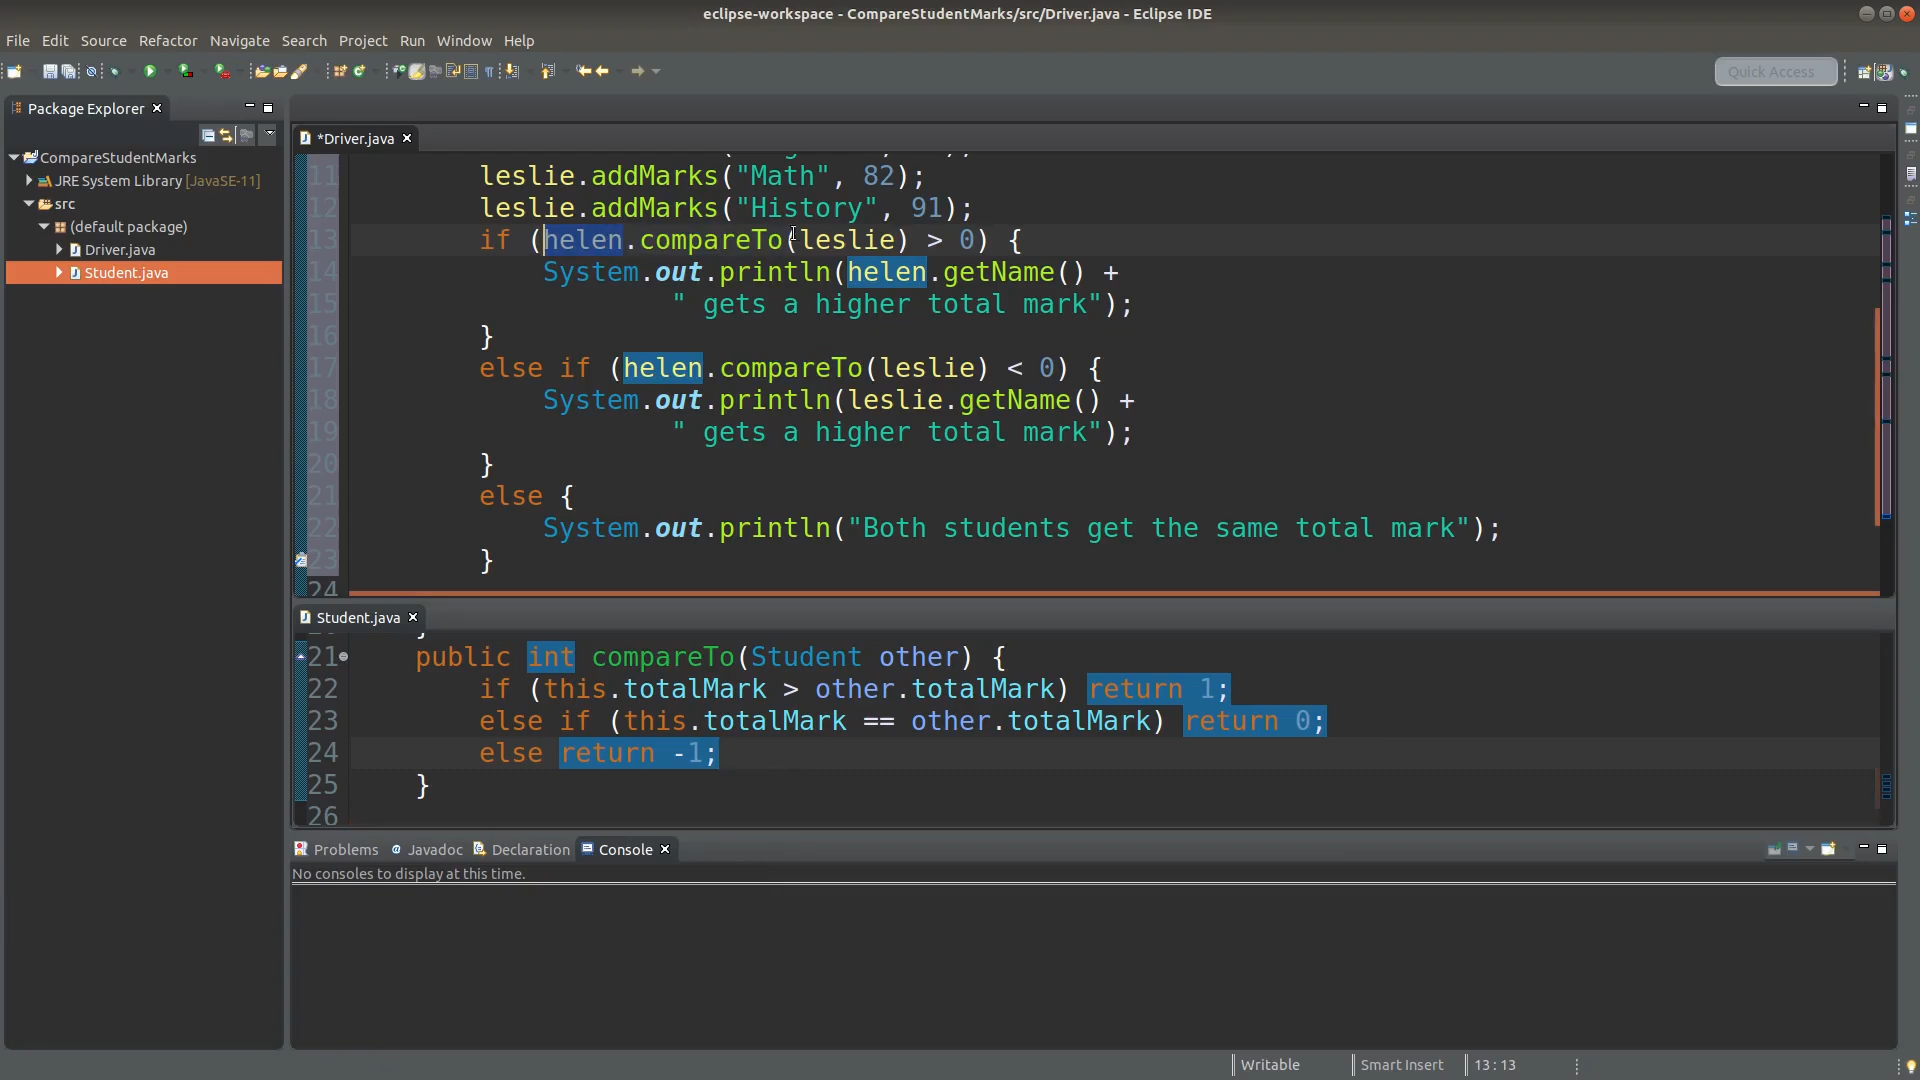 eclipse-workspace - CompareStudentMarks/src/Driver.java - Eclipse IDE
File Edit Source Refactor Navigate Search Project Run Window Help
Quick Access
Package Explorer
CompareStudentMarks
JRE System Library [JavaSE-11]
src
(default package)
Driver.java
Student.java
*Driver.java
11 leslie.addMarks("Math", 82);
12 leslie.addMarks("History", 91);
13 if (helen.compareTo(leslie) > 0) {
14 System.out.println(helen.getName() +
15 " gets a higher total mark");
16 }
17 else if (helen.compareTo(leslie) < 0) {
18 System.out.println(leslie.getName() +
19 " gets a higher total mark");
20 }
21 else {
22 System.out.println("Both students get the same total mark");
23 }
24
Student.java
21 public int compareTo(Student other) {
22 if (this.totalMark > other.totalMark) return 1;
23 else if (this.totalMark == other.totalMark) return 0;
24 else return -1;
25 }
26
Problems Javadoc Declaration Console
No consoles to display at this time.
Writable Smart Insert 13 : 13